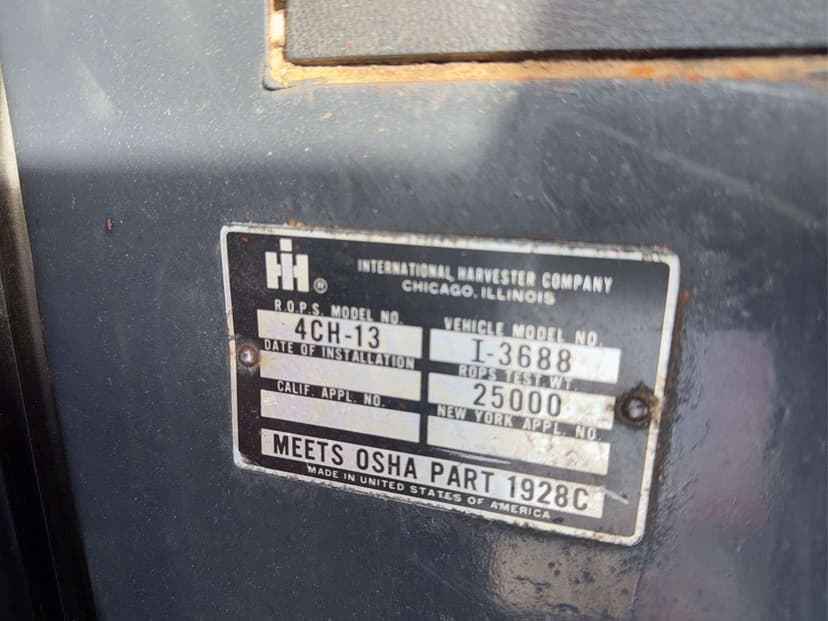 IH ®
INTERNATIONAL HARVESTER COMPANY
CHICAGO, ILLINOIS
R.O.P.S. MODEL NO. VEHICLE MODEL NO.
4CH-13 I-3688
DATE OF INSTALLATION ROPS TEST. WT.
25000
CALIF. APPL. NO. NEW YORK APPL. NO.
MEETS OSHA PART 1928C
MADE IN UNITED STATES OF AMERICA